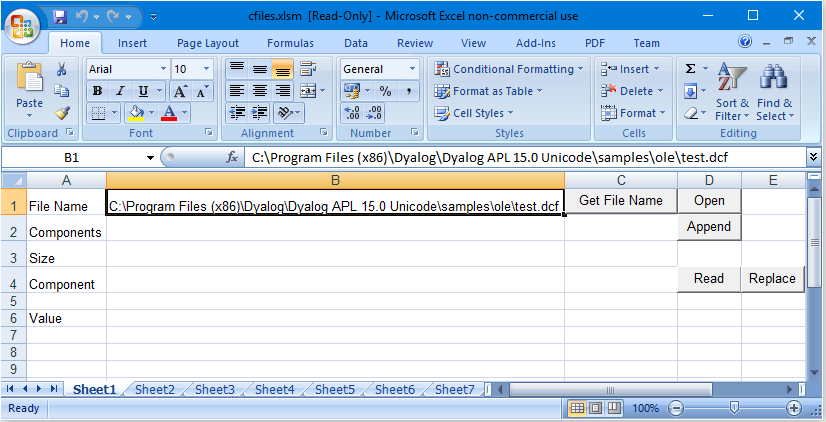 cfiles.xlsm [Read-Only] - Microsoft Excel non-commercial use
Home Insert Page Layout Formulas Data Review View Add-Ins PDF Team
Paste
Clipboard
Arial 10
B I U A A
A
Font
Alignment
General
% ,
.00 .0
Number
Conditional Formatting
Format as Table
Cell Styles
Styles
Insert
Delete
Format
Cells
Σ
Sort & Filter
Find & Select
Editing
B1 fx C:\Program Files (x86)\Dyalog\Dyalog APL 15.0 Unicode\samples\ole\test.dcf
A B C D E
1 File Name C:\Program Files (x86)\Dyalog\Dyalog APL 15.0 Unicode\samples\ole\test.dcf Get File Name Open
2 Components Append
3 Size
4 Component Read Replace
5
6 Value
7
8
9
Sheet1 Sheet2 Sheet3 Sheet4 Sheet5 Sheet6 Sheet7
Ready 100%